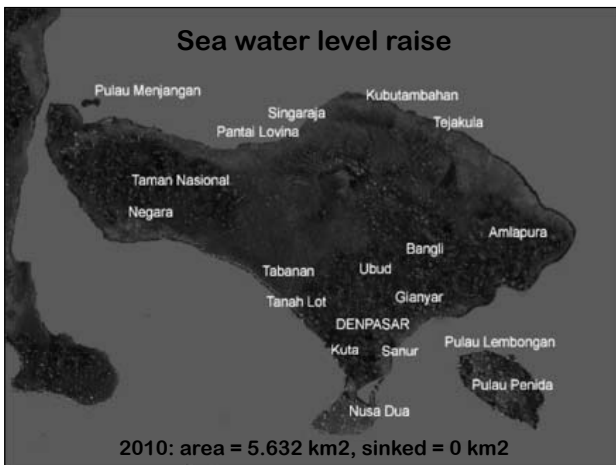 Sea water level raise
Pulau Menjangan
Kubutambahan
Singaraja
Tejakula
Pantai Lovina
Taman Nasional
Negara
Amlapura
Bangli
Tabanan
Ubud
Tanah Lot
Gianyar
DENPASAR
Pulau Lembongan
Kuta
Sanur
Pulau Penida
Nusa Dua
2010: area = 5.632 km2, sinked = 0 km2